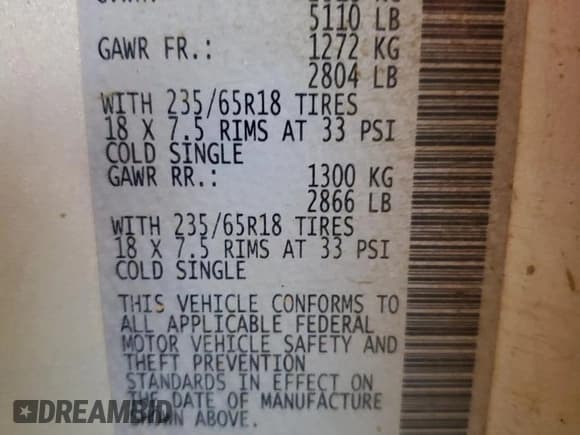 5110 LB
GAWR FR.: 1272 KG
2804 LB
WITH 235/65R18 TIRES
18 X 7.5 RIMS AT 33 PSI
COLD SINGLE
GAWR RR.: 1300 KG
2866 LB
WITH 235/65R18 TIRES
18 X 7.5 RIMS AT 33 PSI
COLD SINGLE
THIS VEHICLE CONFORMS TO
ALL APPLICABLE FEDERAL
MOTOR VEHICLE SAFETY AND
THEFT PREVENTION
STANDARDS IN EFFECT ON
THE DATE OF MANUFACTURE
SHOWN ABOVE.
DREAMBID